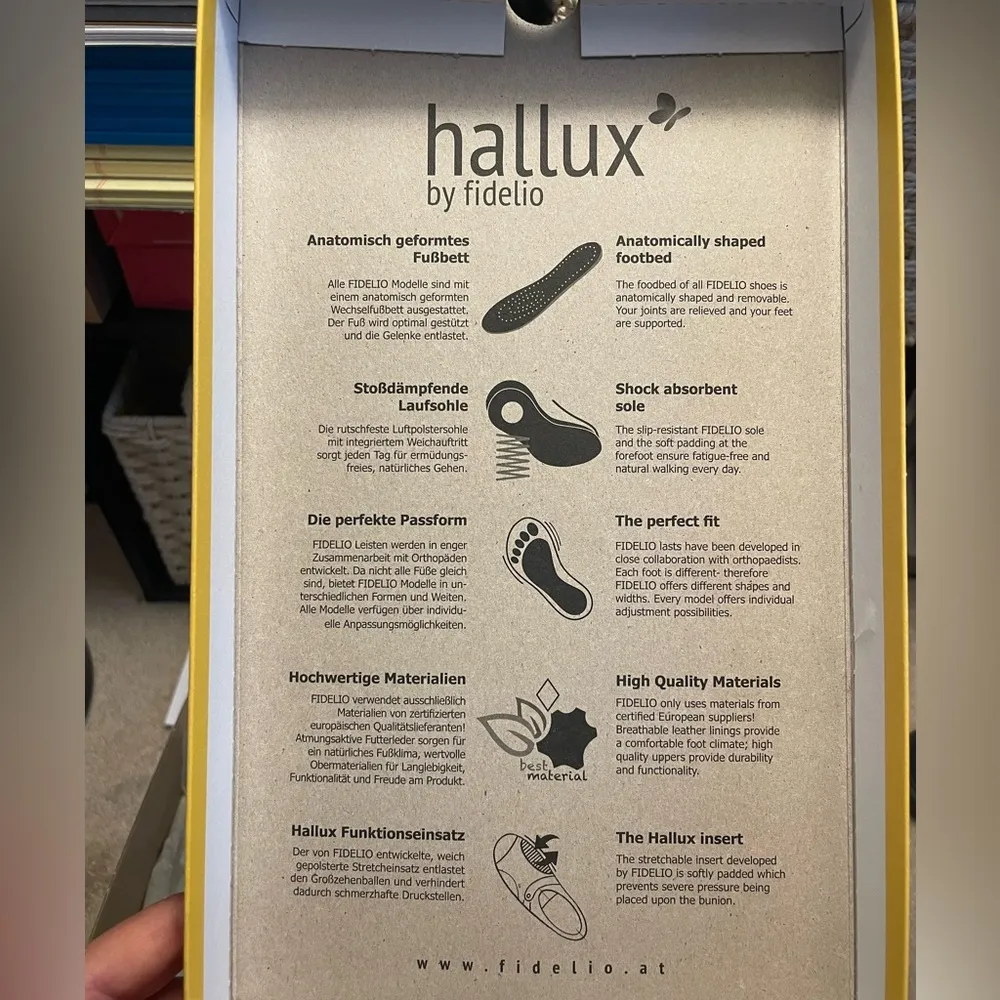 hallux
by fidelio
Anatomisch geformtes
Fußbett
Alle FIDELIO Modelle sind mit
einem anatomisch geformten
Wechselfußbett ausgestattet.
Der Fuß wird optimal gestützt
und die Gelenke entlastet.
Anatomically shaped
footbed
The foodbed of all FIDELIO shoes is
anatomically shaped and removable.
Your joints are relieved and your feet
are supported.
Stoßdämpfende
Laufsohle
Die rutschfeste Luftpolstersohle
mit integriertem Weichauftritt
sorgt jeden Tag für ermüdungs-
freies, natürliches Gehen.
Shock absorbent
sole
The slip-resistant FIDELIO sole
and the soft padding at the
forefoot ensure fatigue-free and
natural walking every day.
Die perfekte Passform
FIDELIO Leisten werden in enger
Zusammenarbeit mit Orthopäden
entwickelt. Da nicht alle Füße gleich
sind, bietet FIDELIO Modelle in un-
terschiedlichen Formen und Weiten.
Alle Modelle verfügen über individu-
elle Anpassungsmöglichkeiten.
The perfect fit
FIDELIO lasts have been developed in
close collaboration with orthopaedists.
Each foot is different- therefore
FIDELIO offers different shapes and
widths. Every model offers individual
adjustment possibilities.
Hochwertige Materialien
FIDELIO verwendet ausschließlich
Materialien von zertifizierten
europäischen Qualitätslieferanten!
Atmungsaktive Futterleder sorgen für
ein natürliches Fußklima, wertvolle
Obermaterialien für Langlebigkeit,
Funktionalität und Freude am Produkt.
best
material
High Quality Materials
FIDELIO only uses materials from
certified European suppliers!
Breathable leather linings provide
a comfortable foot climate; high
quality uppers provide durability
and functionality.
Hallux Funktionseinsatz
Der von FIDELIO entwickelte, weich
gepolsterte Stretcheinsatz entlastet
den Großzehenballen und verhindert
dadurch schmerzhafte Druckstellen.
The Hallux insert
The stretchable insert developed
by FIDELIO is softly padded which
prevents severe pressure being
placed upon the bunion.
www.fidelio.at